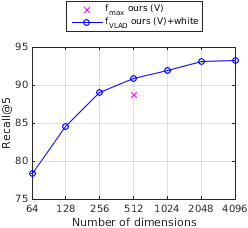 f_max ours (V)
f_VLAD ours (V)+white
95
90
85
80
75
64 128 256 512 1024 2048 4096
Recall@5
Number of dimensions